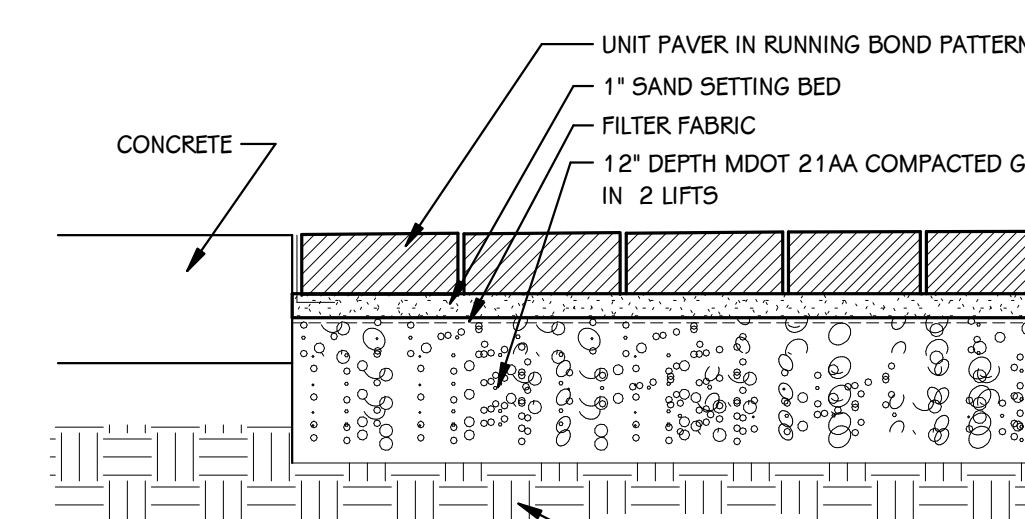 UNIT PAVER IN RUNNING BOND PATTERN
1" SAND SETTING BED
CONCRETE
FILTER FABRIC
12" DEPTH MDOT 21AA COMPACTED G
IN 2 LIFTS